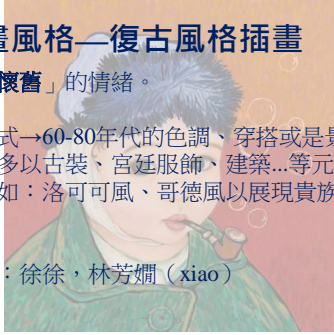 畫風格—復古風格插畫
懷舊」的情緒。
式→60-80年代的色調、穿搭或是景
多以古裝、宮廷服飾、建築...等元
如：洛可可風、哥德風以展現貴族
：徐徐，林芳嫺（xiao）